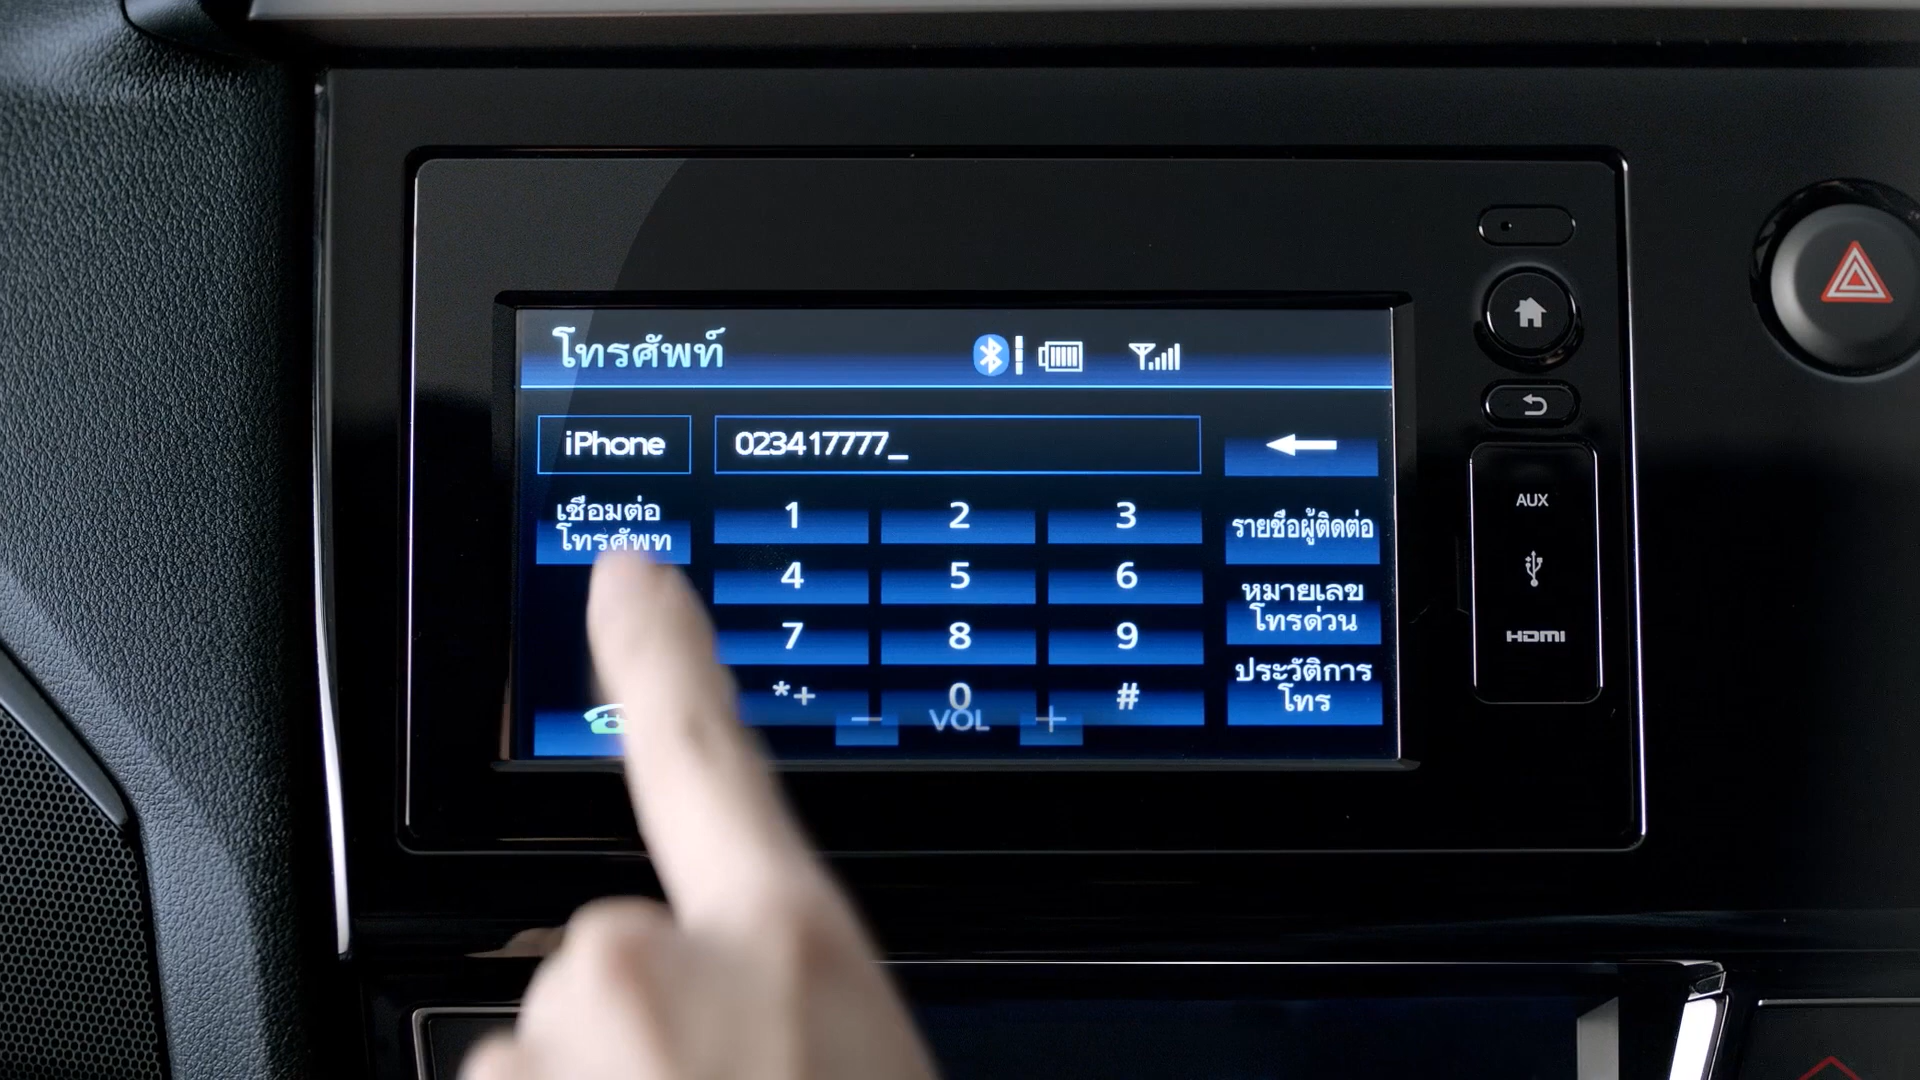 โทรศัพท์
iPhone
023417777_
เชื่อมต่อ
โทรศัพท
1
2
3
รายชื่อผู้ติดต่อ
4
5
6
หมายเลข
โทรด่วน
7
8
9
ประวัติการ
โทร
*+
0
#
VOL
AUX
HDMI